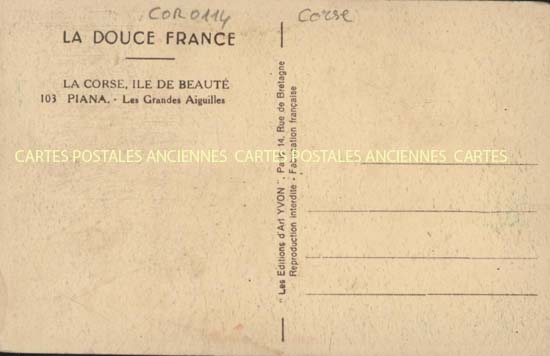 COR0114
Corse
LA DOUCE FRANCE
LA CORSE, ILE DE BEAUTÉ
103 PIANA. - Les Grandes Aiguilles
CARTES POSTALES ANCIENNES CARTES POSTALES ANCIENNES CARTES
"Les Editions d'Art YVON", Paris, 14, Rue de Bretagne
Reproduction interdite - Fabrication française